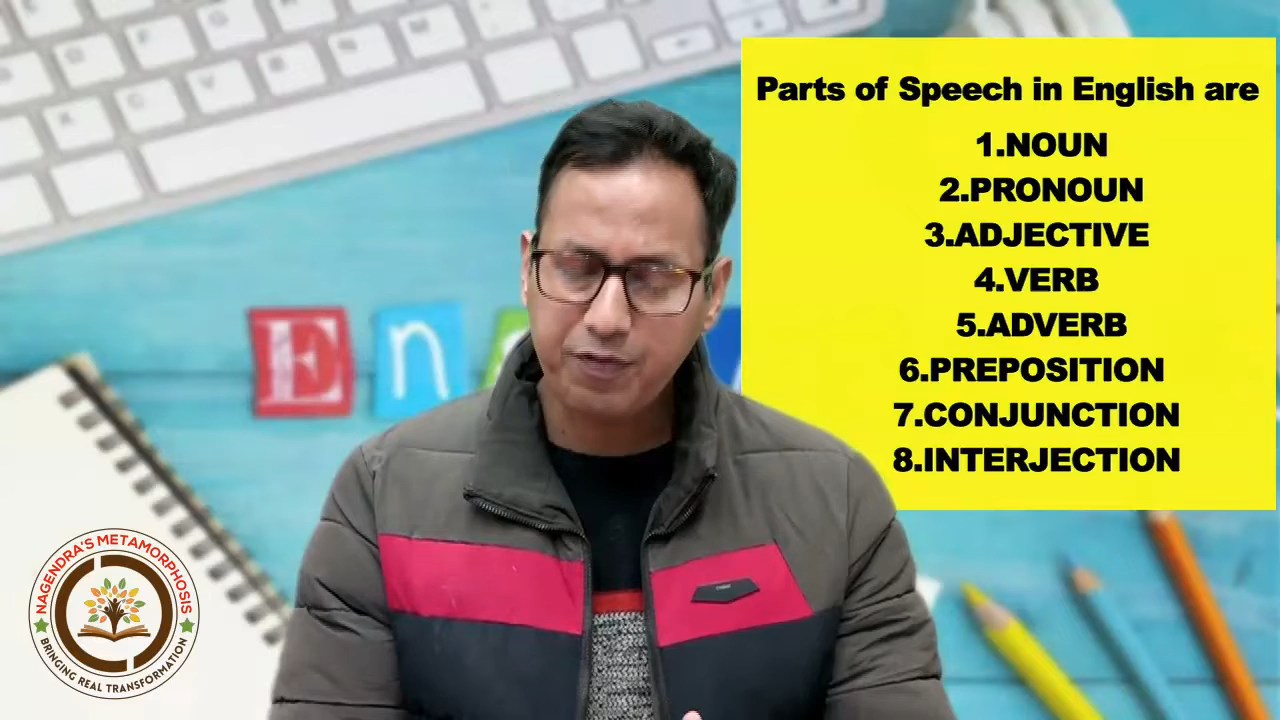 Parts of Speech in English are
1.NOUN
2.PRONOUN
3.ADJECTIVE
4.VERB
5.ADVERB
6.PREPOSITION
7.CONJUNCTION
8.INTERJECTION
En
NAGENDRA'S METAMORPHOSIS
BRINGING REAL TRANSFORMATION